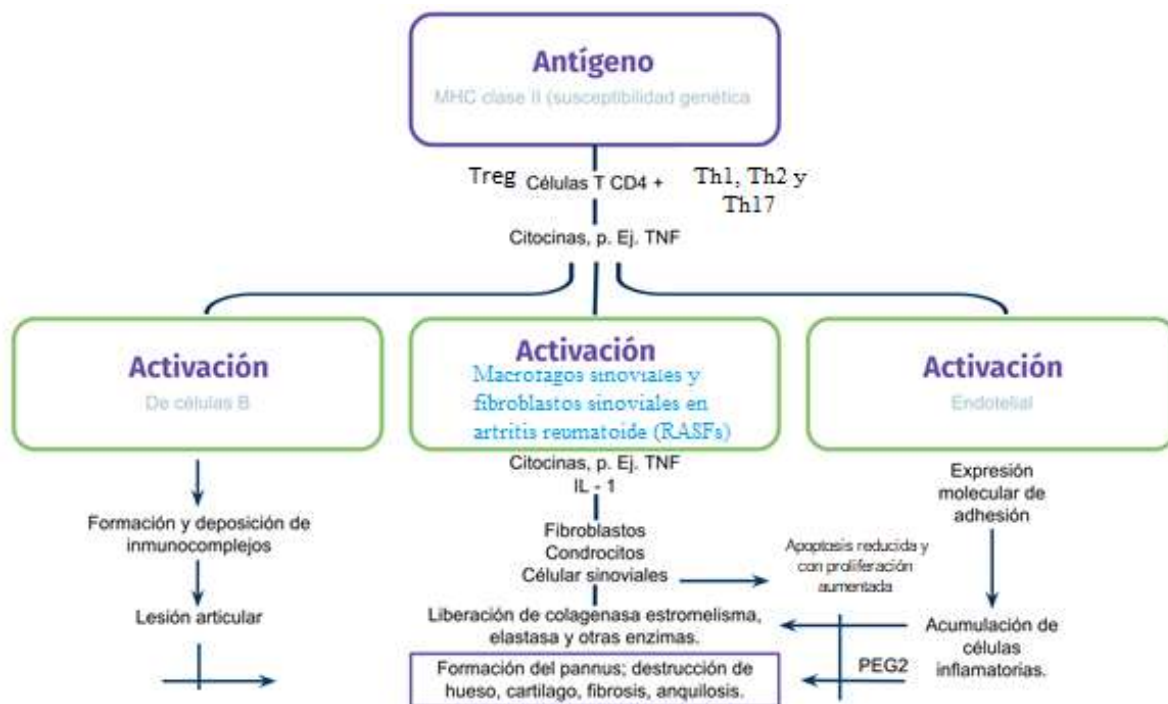 Antígeno
MHC clase II (susceptibilidad genética
Treg
Células T CD4 +
Th1, Th2 y
Th17
Citocinas, p. Ej. TNF
Activación
De células B
Activación
Macrofagos sinoviales y
fibroblastos sinoviales en
artritis reumatoide (RASFs)
Activación
Endotelial
Formación y deposición de
inmunocomplejos
Lesión articular
Citocinas, p. Ej. TNF
IL - 1
Fibroblastos
Condrocitos
Célular sinoviales
Apoptosis reducida y
con proliferación
aumentada
Liberación de colagenasa estromelisma,
elastasa y otras enzimas.
Formación del pannus; destrucción de
hueso, cartilago, fibrosis, anquilosis.
Expresión
molecular de
adhesión
Acumulación de
células
inflamatorias.
PEG2